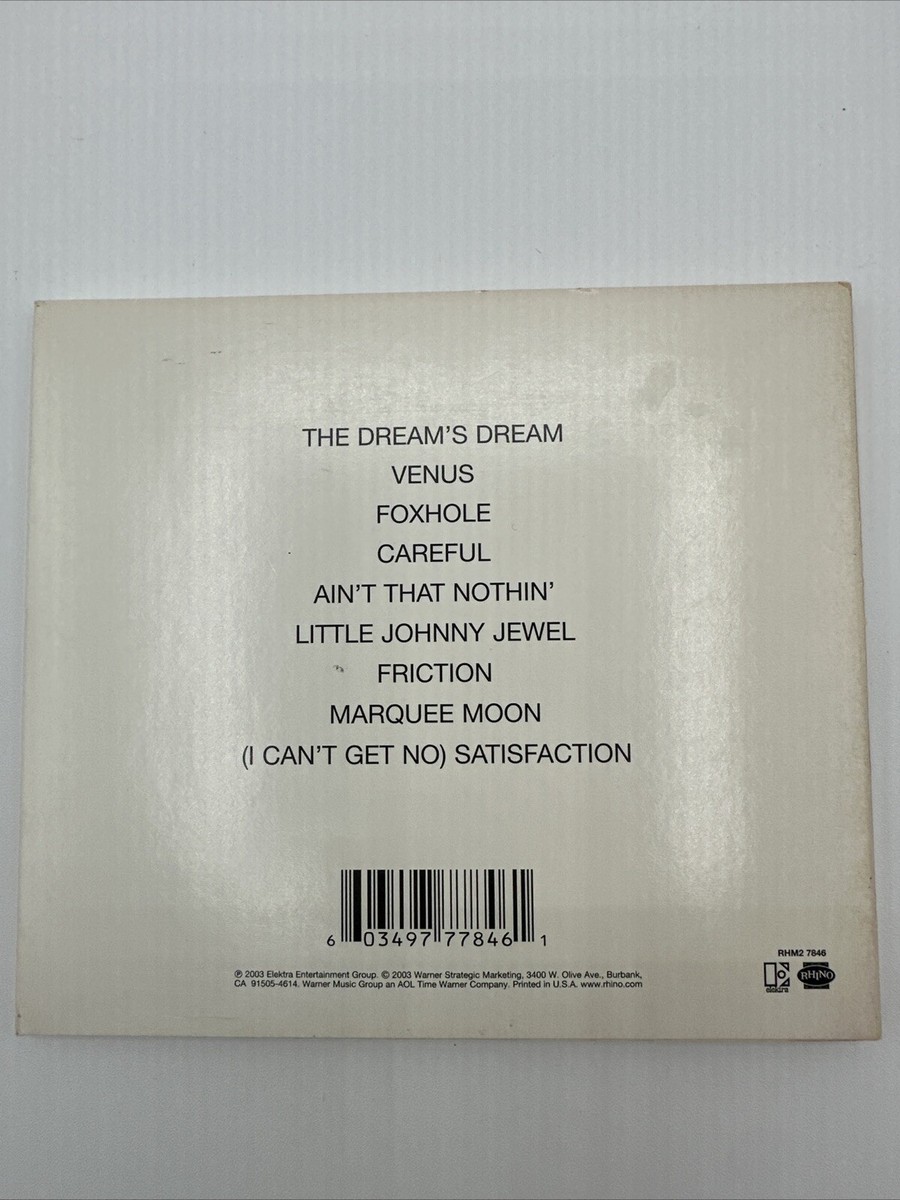 THE DREAM'S DREAM
VENUS
FOXHOLE
CAREFUL
AIN'T THAT NOTHIN'
LITTLE JOHNNY JEWEL
FRICTION
MARQUEE MOON
(I CAN'T GET NO) SATISFACTION
6 03497 77846 1
RHM2 7846
℗ 2003 Elektra Entertainment Group. © 2003 Warner Strategic Marketing, 3400 W. Olive Ave., Burbank,
CA 91505-4614. Warner Music Group an AOL Time Warner Company. Printed in U.S.A. www.rhino.com
elektra RHINO